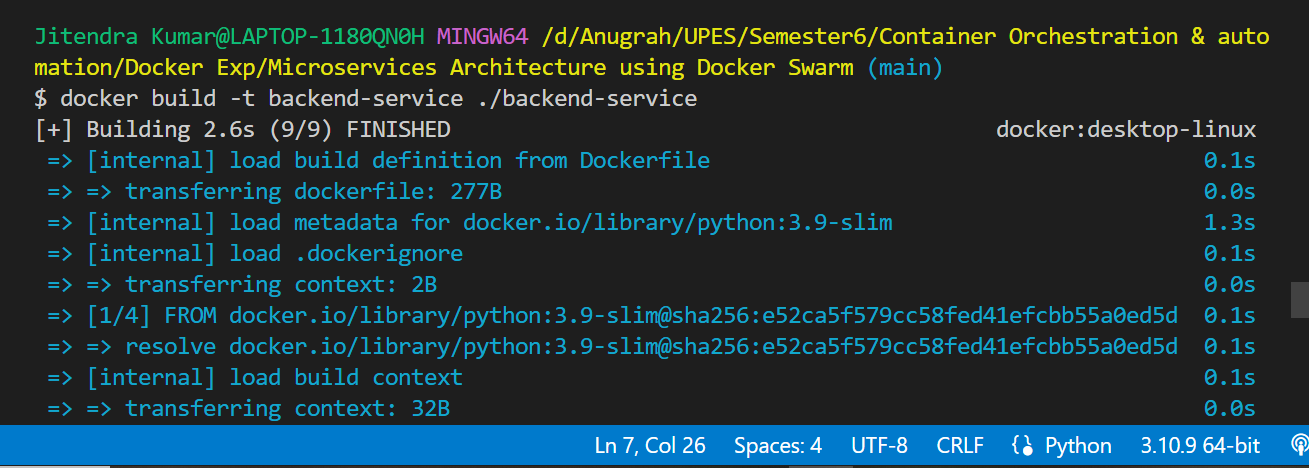 Jitendra Kumar@LAPTOP-1180QN0H MINGW64 /d/Anugrah/UPES/Semester6/Container Orchestration & auto
mation/Docker Exp/Microservices Architecture using Docker Swarm (main)
$ docker build -t backend-service ./backend-service
[+] Building 2.6s (9/9) FINISHED docker:desktop-linux
=> [internal] load build definition from Dockerfile 0.1s
=> => transferring dockerfile: 277B 0.0s
=> [internal] load metadata for docker.io/library/python:3.9-slim 1.3s
=> [internal] load .dockerignore 0.1s
=> => transferring context: 2B 0.0s
=> [1/4] FROM docker.io/library/python:3.9-slim@sha256:e52ca5f579cc58fed41efcbb55a0ed5d 0.1s
=> => resolve docker.io/library/python:3.9-slim@sha256:e52ca5f579cc58fed41efcbb55a0ed5d 0.1s
=> [internal] load build context 0.1s
=> => transferring context: 32B 0.0s
Ln 7, Col 26 Spaces: 4 UTF-8 CRLF Python 3.10.9 64-bit